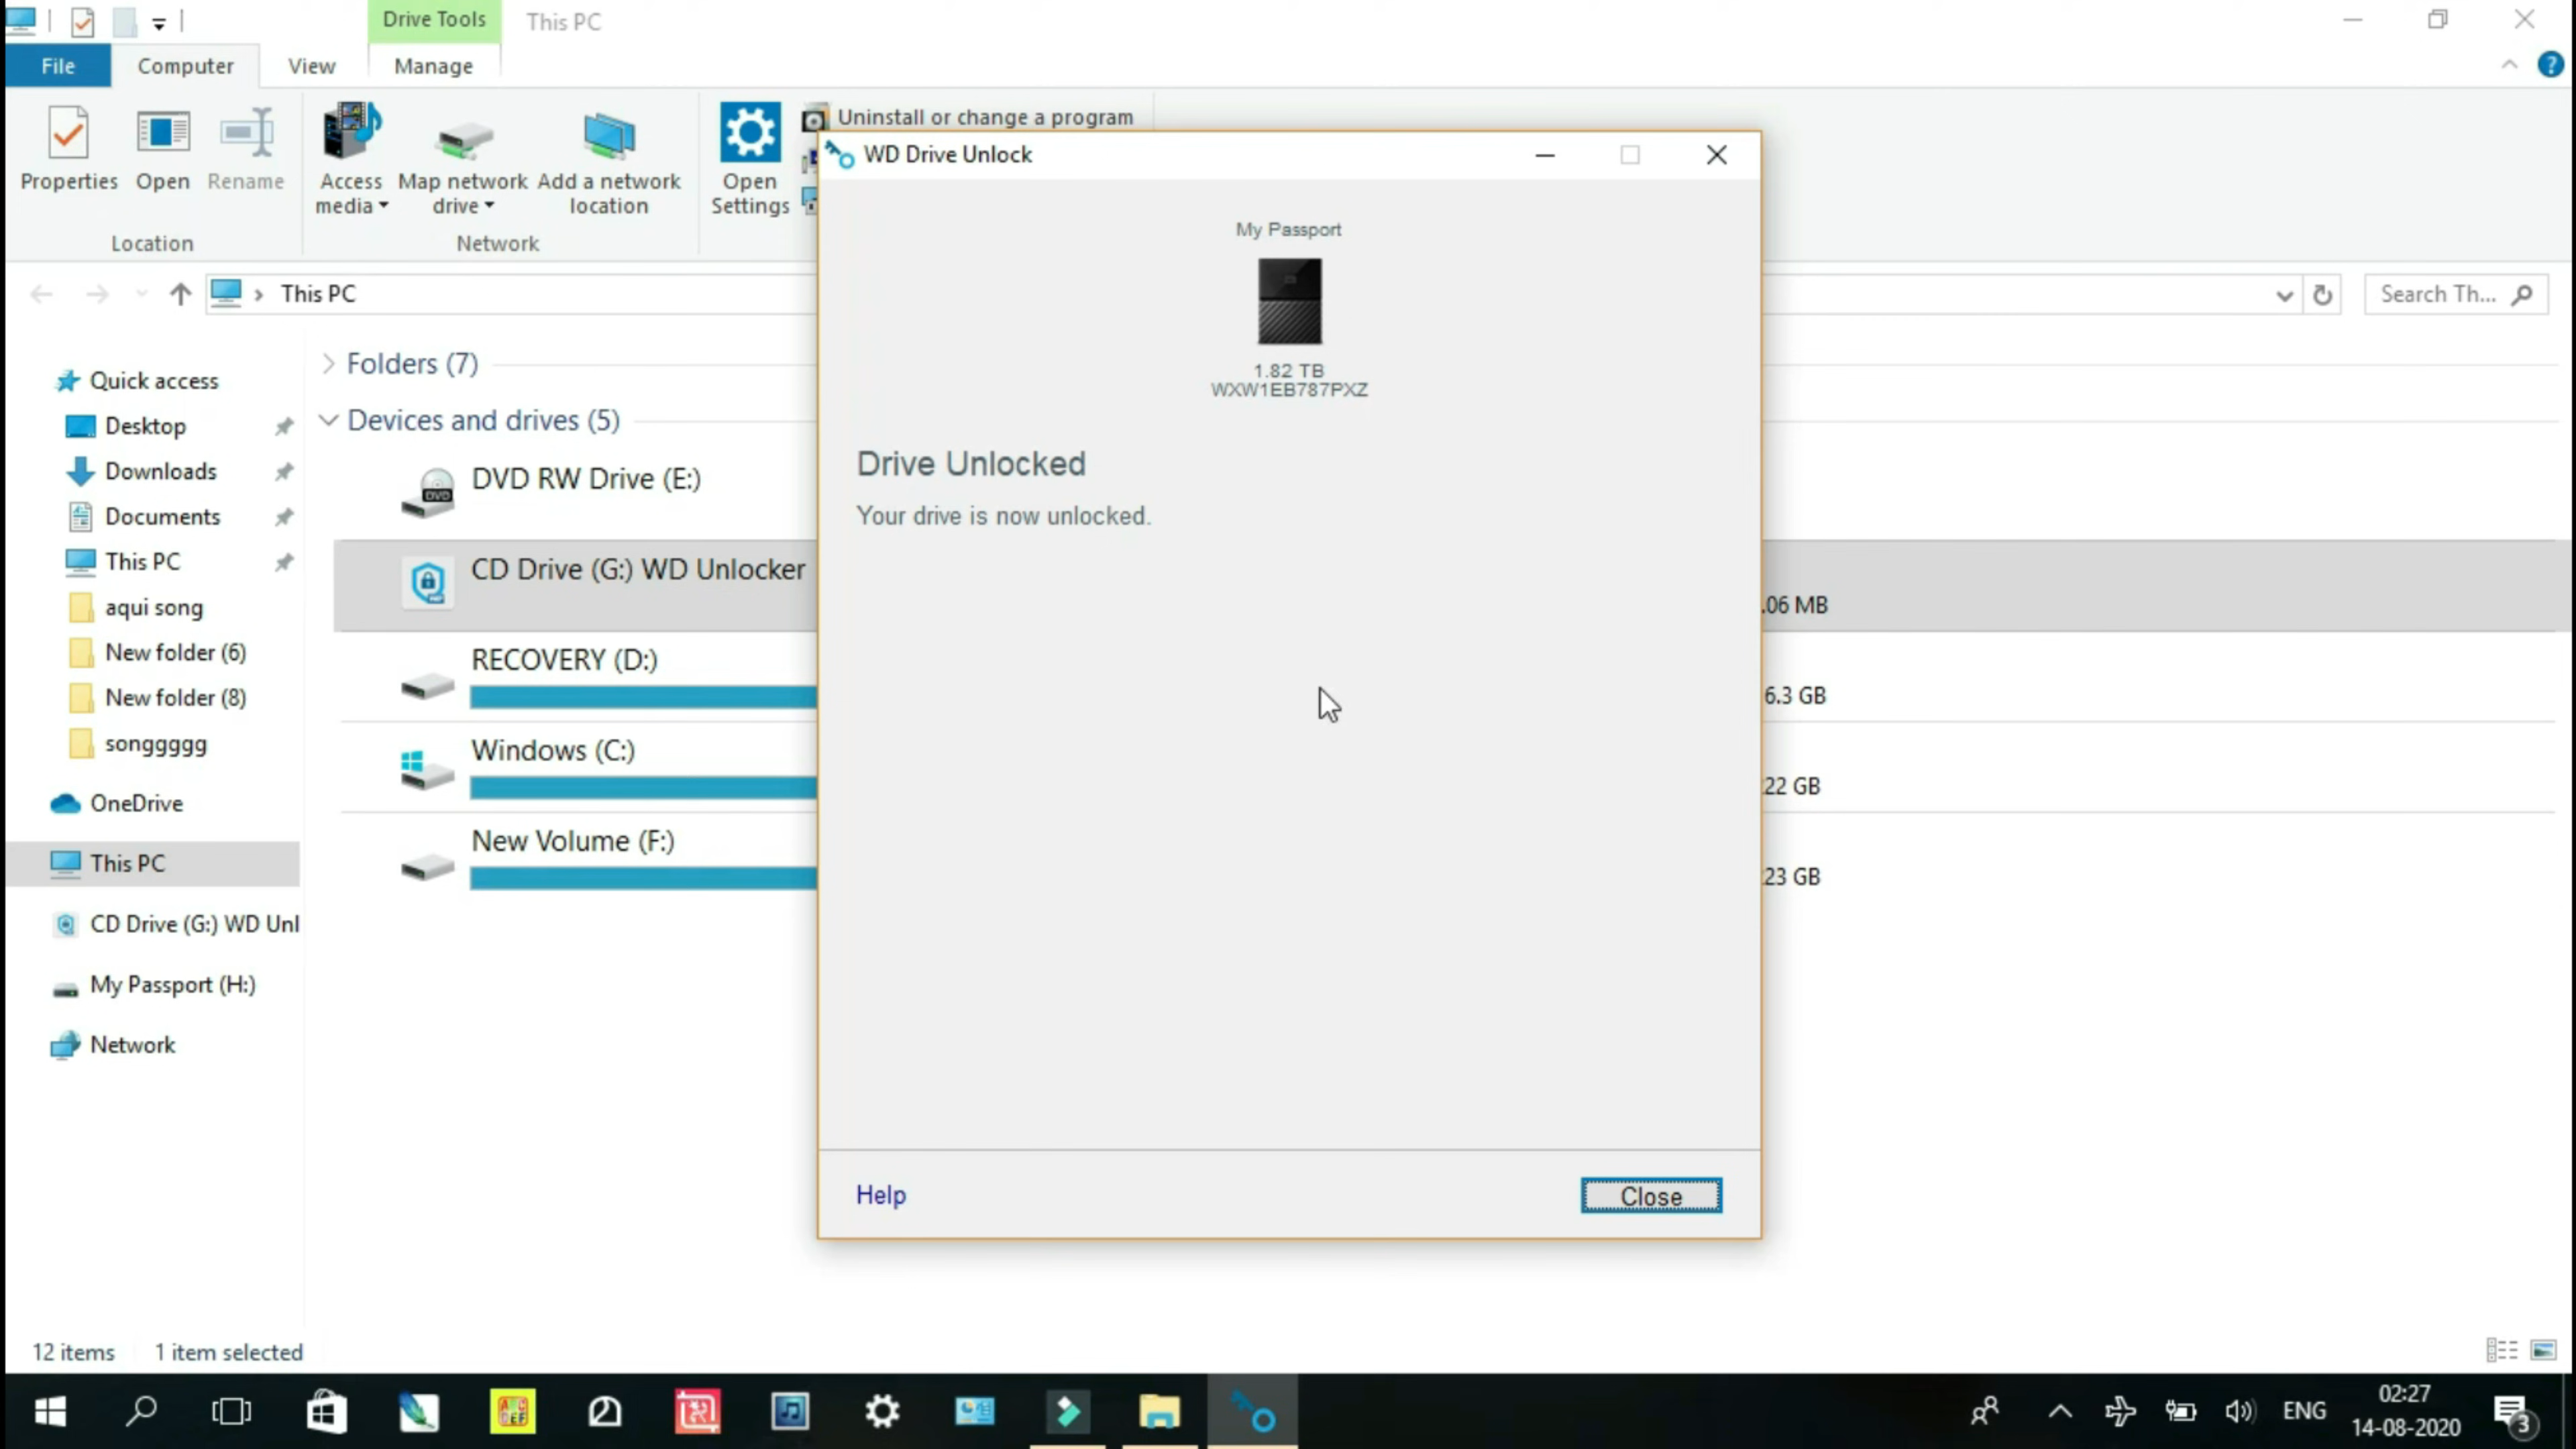 Drive Tools
This PC
File
Computer
View
Manage
Properties
Open
Rename
Access
media
Map network
drive
Add a network
location
Open
Settings
Uninstall or change a program
Location
Network
This PC
Search Th...
Quick access
Desktop
Downloads
Documents
This PC
aqui song
New folder (6)
New folder (8)
songgggg
OneDrive
This PC
CD Drive (G:) WD Unl
My Passport (H:)
Network
Folders (7)
Devices and drives (5)
DVD RW Drive (E:)
CD Drive (G:) WD Unlocker
.06 MB
RECOVERY (D:)
6.3 GB
Windows (C:)
22 GB
New Volume (F:)
23 GB
WD Drive Unlock
My Passport
1.82 TB
WXW1EB787PXZ
Drive Unlocked
Your drive is now unlocked.
Help
Close
12 items
1 item selected
ENG
02:27
14-08-2020
3